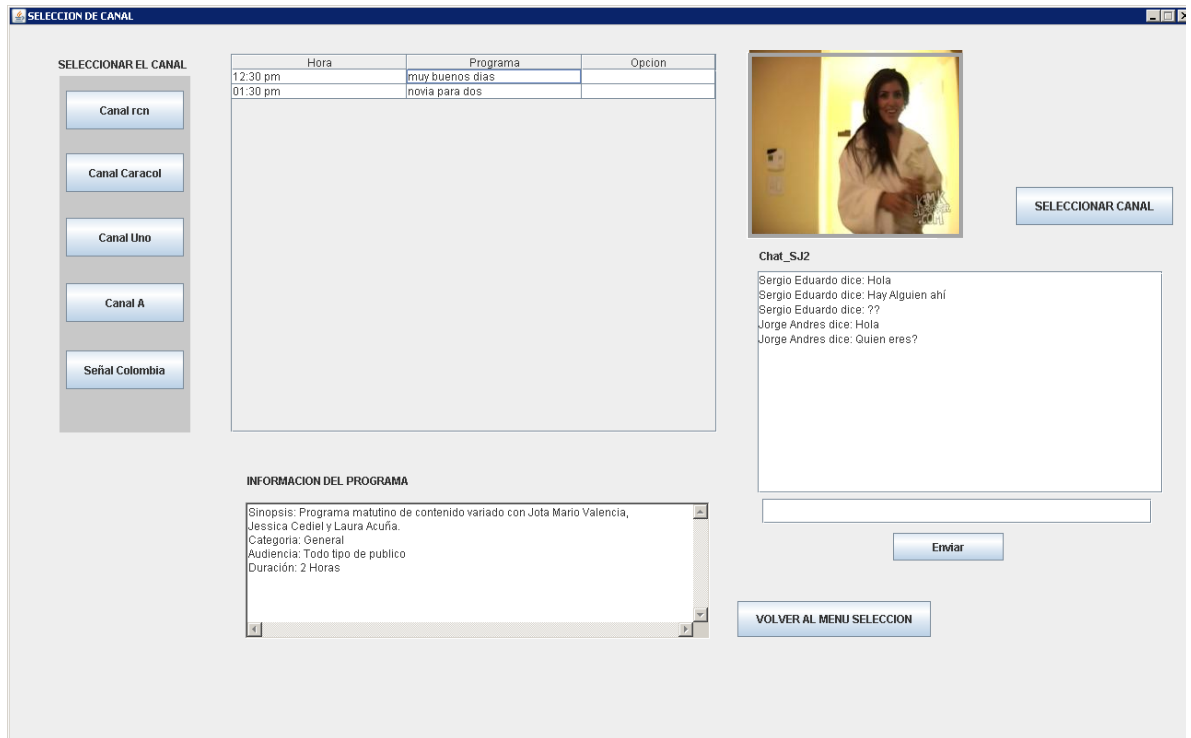 SELECCION DE CANAL
SELECCIONAR EL CANAL
Canal rcn
Canal Caracol
Canal Uno
Canal A
Señal Colombia
Hora Programa Opcion
12:30 pm muy buenos dias
01:30 pm novia para dos
INFORMACION DEL PROGRAMA
Sinopsis: Programa matutino de contenido variado con Jota Mario Valencia,
Jessica Cediel y Laura Acuña.
Categoria: General
Audiencia: Todo tipo de publico
Duración: 2 Horas
SELECCIONAR CANAL
Chat_SJ2
Sergio Eduardo dice: Hola
Sergio Eduardo dice: Hay Alguien ahí
Sergio Eduardo dice: ??
Jorge Andres dice: Hola
Jorge Andres dice: Quien eres?
Enviar
VOLVER AL MENU SELECCION